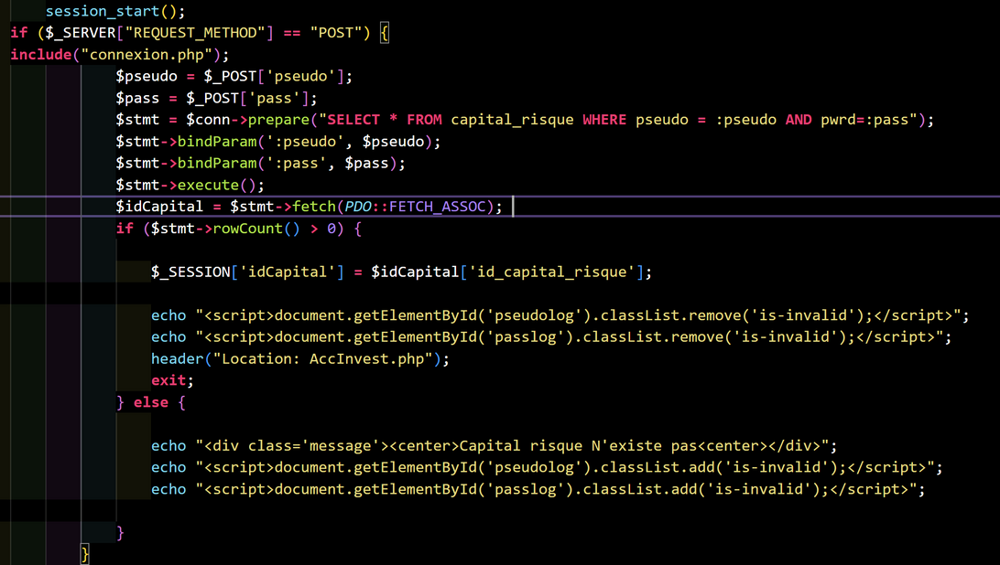 session_start();
if ($_SERVER["REQUEST_METHOD"] == "POST") {
include("connexion.php");
$pseudo = $_POST['pseudo'];
$pass = $_POST['pass'];
$stmt = $conn->prepare("SELECT * FROM capital_risque WHERE pseudo = :pseudo AND pwrd=:pass");
$stmt->bindParam(':pseudo', $pseudo);
$stmt->bindParam(':pass', $pass);
$stmt->execute();
$idCapital = $stmt->fetch(PDO::FETCH_ASSOC);
if ($stmt->rowCount() > 0) {
$_SESSION['idCapital'] = $idCapital['id_capital_risque'];
echo "<script>document.getElementById('pseudolog').classList.remove('is-invalid');</script>";
echo "<script>document.getElementById('passlog').classList.remove('is-invalid');</script>";
header("Location: AccInvest.php");
exit;
} else {
echo "<div class='message'><center>Capital risque N'existe pas<center></div>";
echo "<script>document.getElementById('pseudolog').classList.add('is-invalid');</script>";
echo "<script>document.getElementById('passlog').classList.add('is-invalid');</script>";
}
}